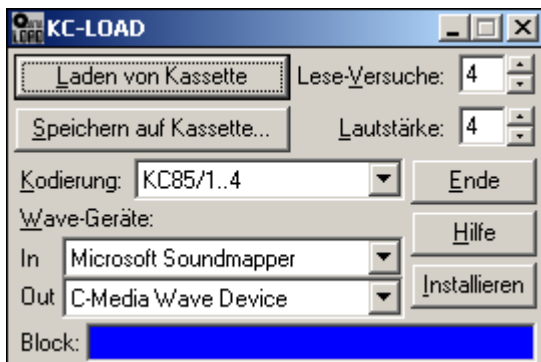 KC-LOAD
Laden von Kassette Lese-Versuche: 4
Speichern auf Kassette... Lautstärke: 4
Kodierung: KC85/1..4 Ende
Wave-Geräte:
Hilfe
In Microsoft Soundmapper
Installieren
Out C-Media Wave Device
Block: